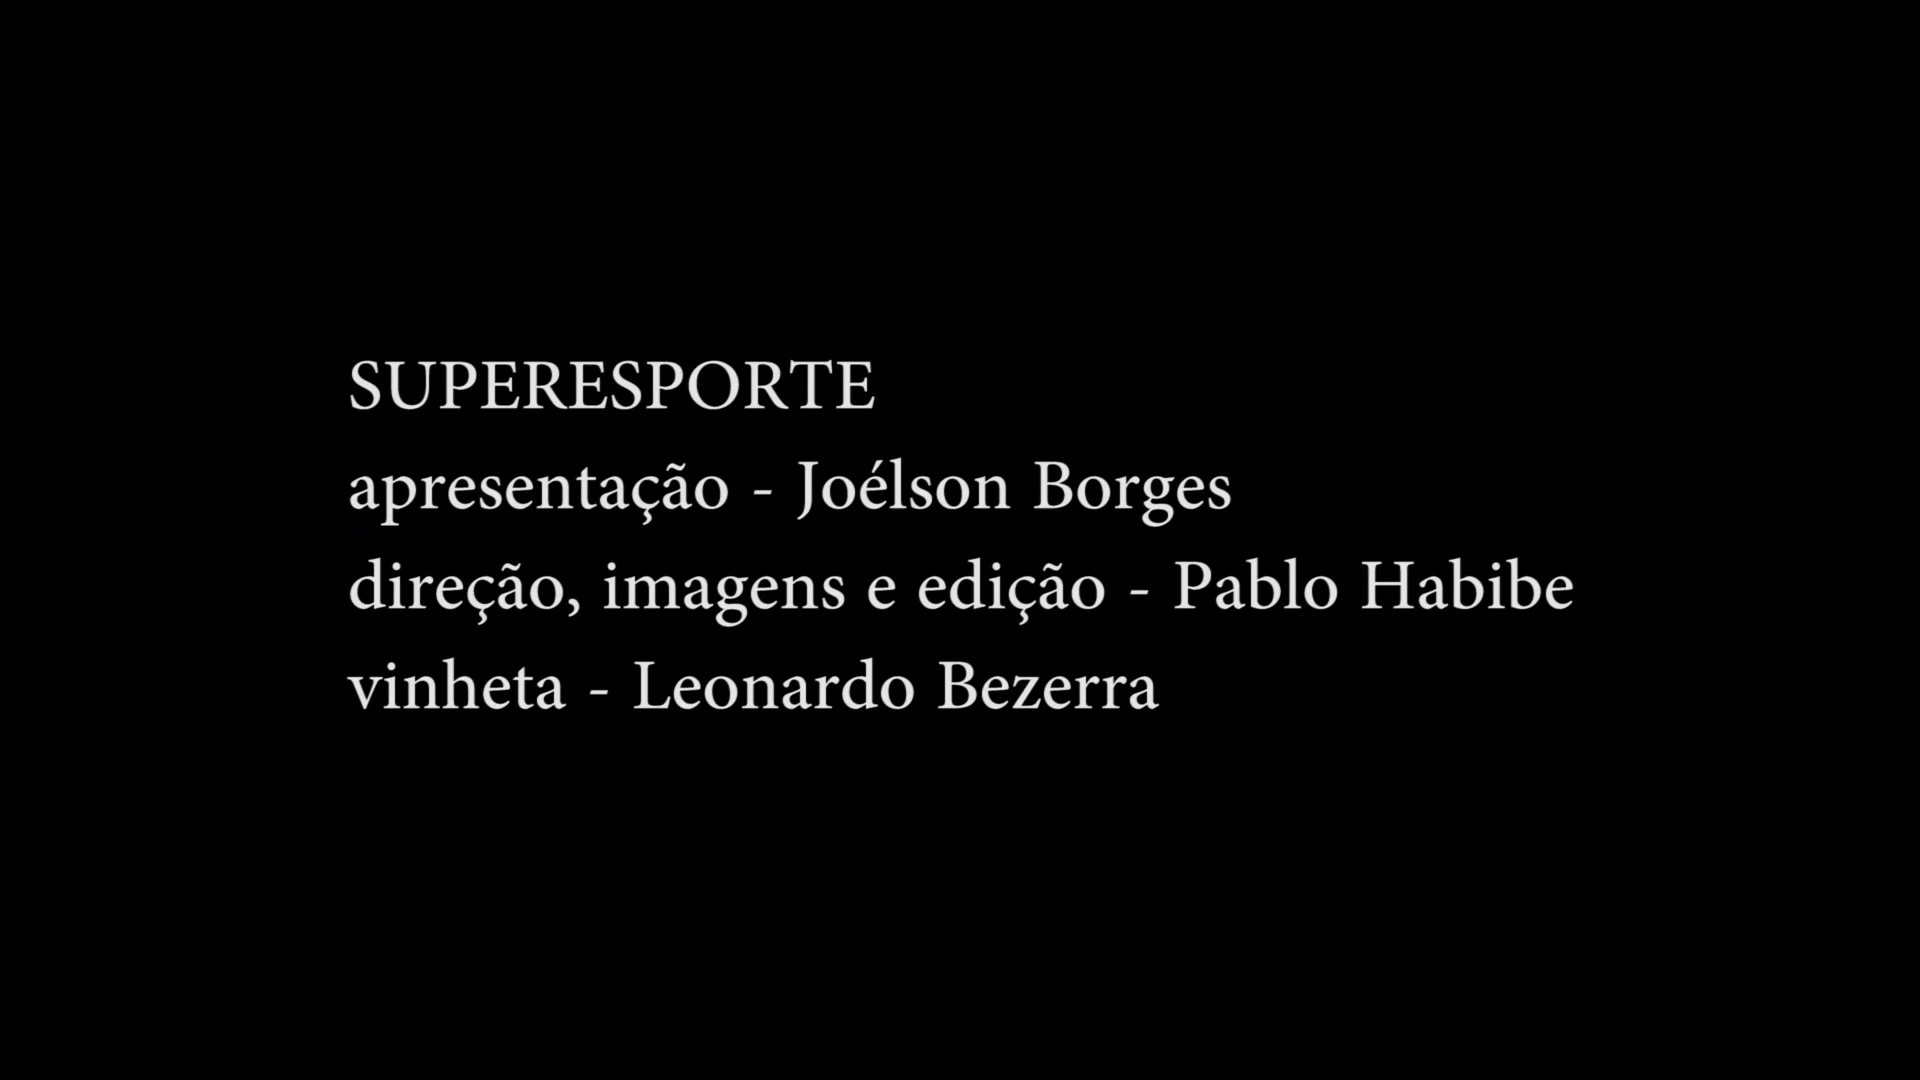 SUPERESPORTE
apresentação - Joélson Borges
direção, imagens e edição - Pablo Habibe
vinheta - Leonardo Bezerra